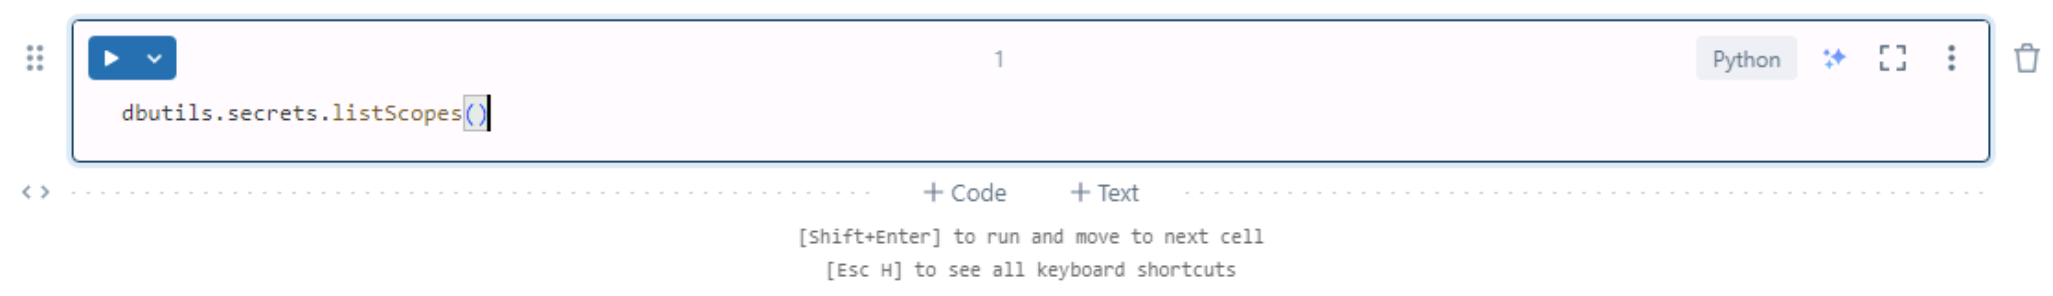 1
Python
dbutils.secrets.listScopes()
+ Code + Text
[Shift+Enter] to run and move to next cell
[Esc H] to see all keyboard shortcuts